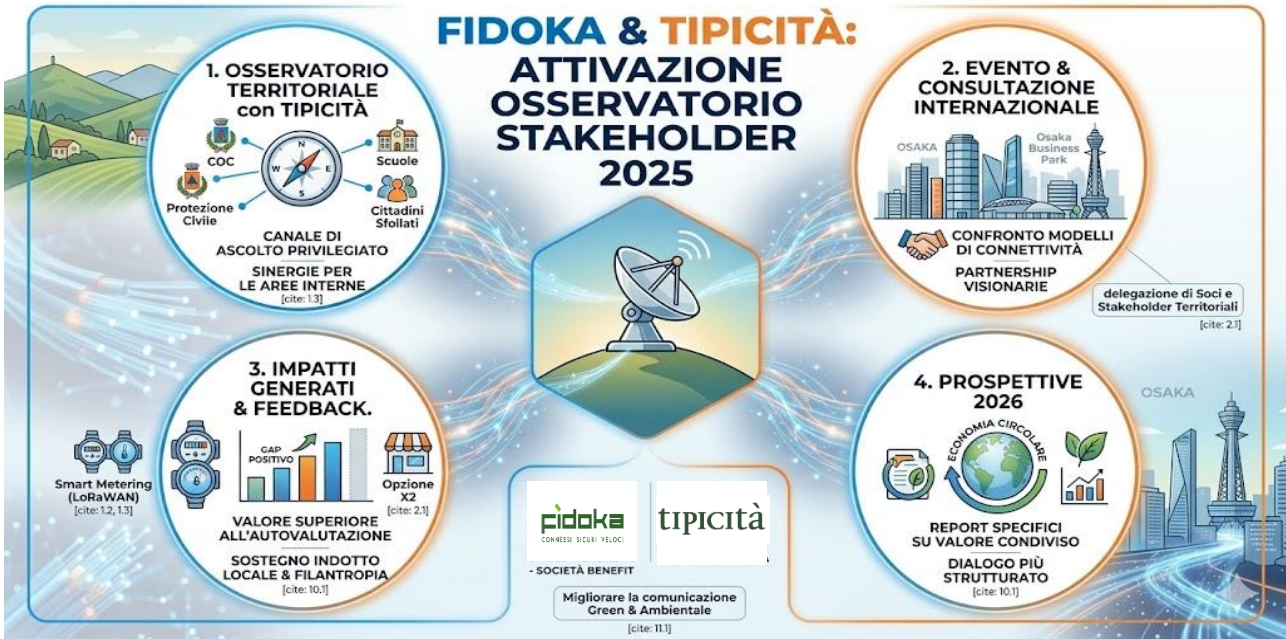 FIDOKA & TIPICITÀ:
ATTIVAZIONE
OSSERVATORIO
STAKEHOLDER
2025
1. OSSERVATORIO
TERRITORIALE
con TIPICITÀ
COC
Scuole
N
W
E
S
Protezione
Civile
Cittadini
Sfollati
CANALE DI
ASCOLTO PRIVILEGIATO
SINERGIE PER
LE AREE INTERNE
[cite: 1.3]
2. EVENTO &
CONSULTAZIONE
INTERNAZIONALE
OSAKA
Osaka
Business
Park
CONFRONTO MODELLI
DI CONNETTIVITÀ
PARTNERSHIP
VISIONARIE
delegazione di Soci e
Stakeholder Territoriali
[cite: 2.1]
3. IMPATTI
GENERATI
& FEEDBACK.
GAP
POSITIVO
Smart Metering
(LoRaWAN)
[cite: 1.2, 1.3]
Opzione
X2
[cite: 2.1]
VALORE SUPERIORE
ALL'AUTOVALUTAZIONE
SOSTEGNO INDOTTO
LOCALE & FILANTROPIA
[cite: 10.1]
4. PROSPETTIVE
2026
ECONOMIA CIRCOLARE
REPORT SPECIFICI
SU VALORE CONDIVISO
DIALOGO PIÙ
STRUTTURATO
[cite: 10.1]
OSAKA
fidoka
CONNESSI SICURI VELOCI
TIPICITà
- SOCIETÀ BENEFIT
Migliorare la comunicazione
Green & Ambientale
[cite: 11.1]